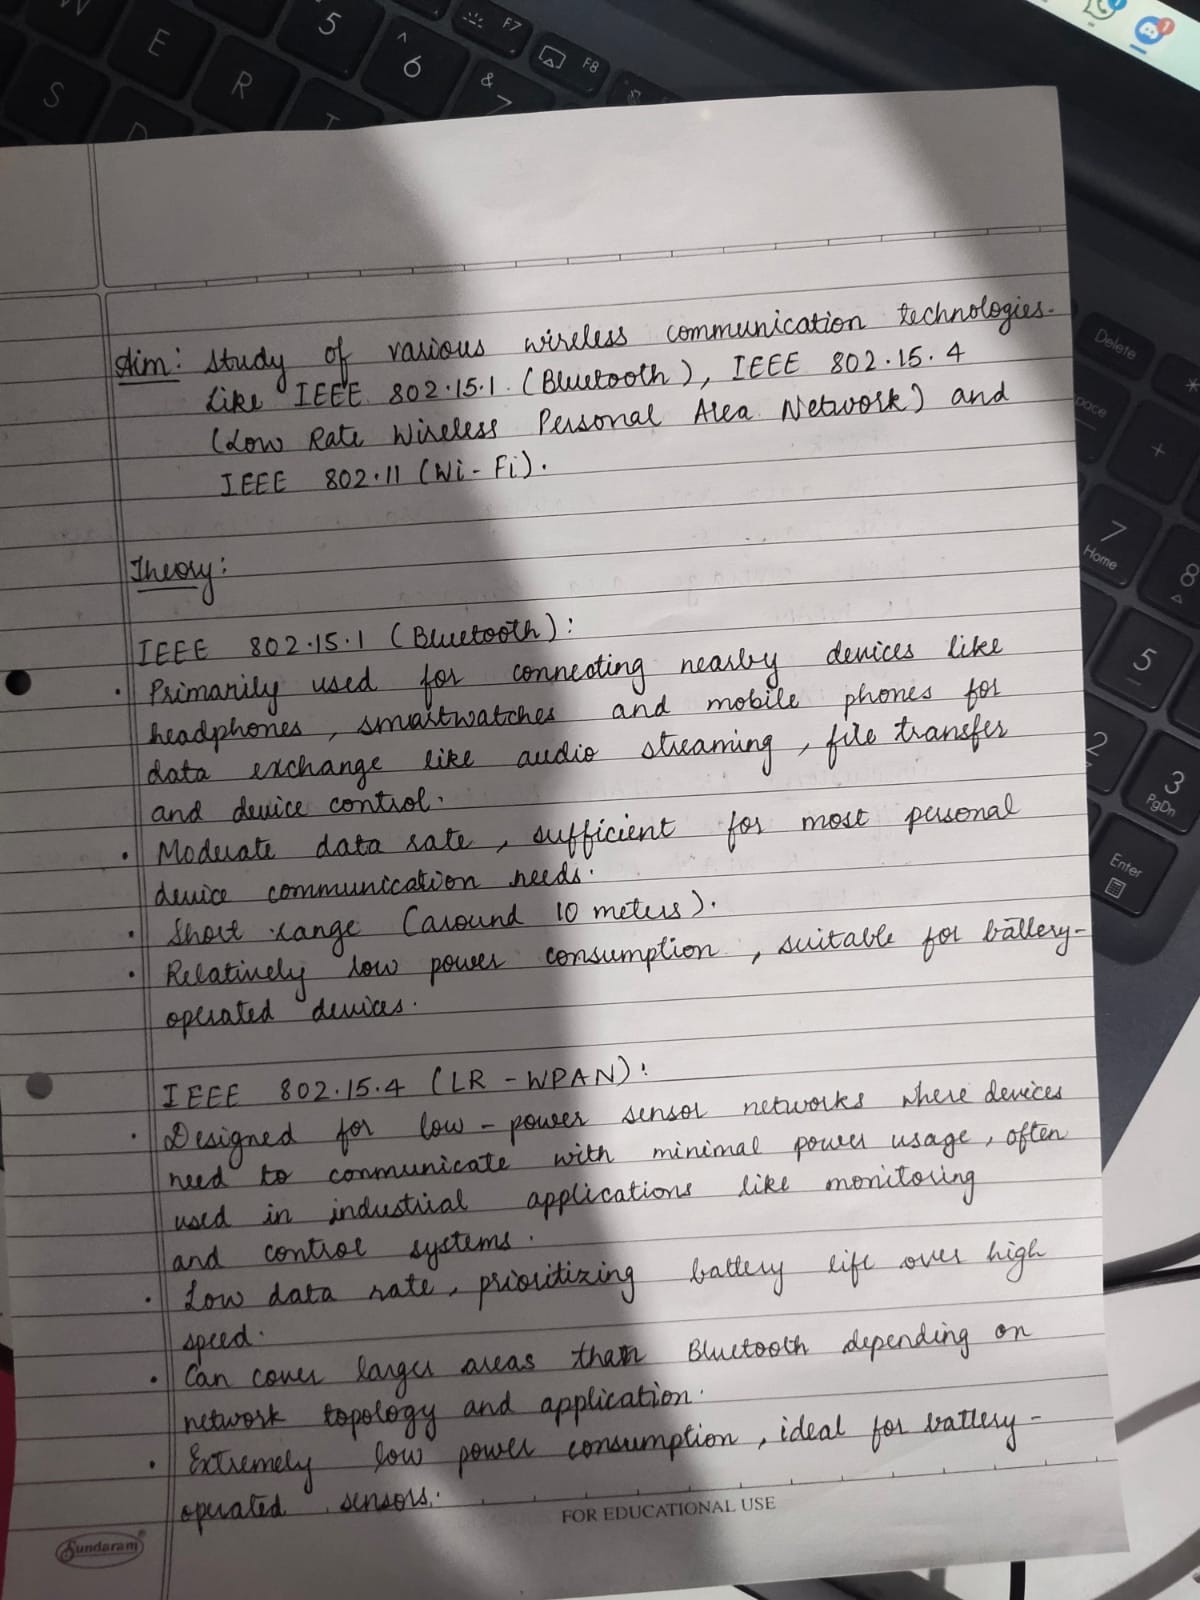 W
E
R
5
^
6
F7
F8
&
7
S
D
T
Delete
Aim: Study of various wireless communication technologies.
Like IEEE 802.15.1. (Bluetooth), IEEE 802.15.4
(Low Rate Wireless Personal Area Network) and
IEEE 802.11 (Wi-Fi).
Theory:
IEEE 802.15.1 (Bluetooth):
• Primarily used for connecting nearby devices like
headphones, smartwatches and mobile phones for
data exchange like audio streaming, file transfer
and device control.
• Moderate data rate, sufficient for most personal
device communication needs.
• Short range (around 10 meters).
• Relatively low power consumption, suitable for battery-
operated devices.
IEEE 802.15.4 (LR-WPAN):
• Designed for low-power sensor networks where devices
need to communicate with minimal power usage, often
used in industrial applications like monitoring
and control systems.
• Low data rate, prioritizing battery life over high
speed.
• Can cover larger areas than Bluetooth depending on
network topology and application.
• Extremely low power consumption, ideal for battery-
operated sensors.
FOR EDUCATIONAL USE
Sundaram®
pace
+
7
Home
8
5
2
3
PgDn
Enter